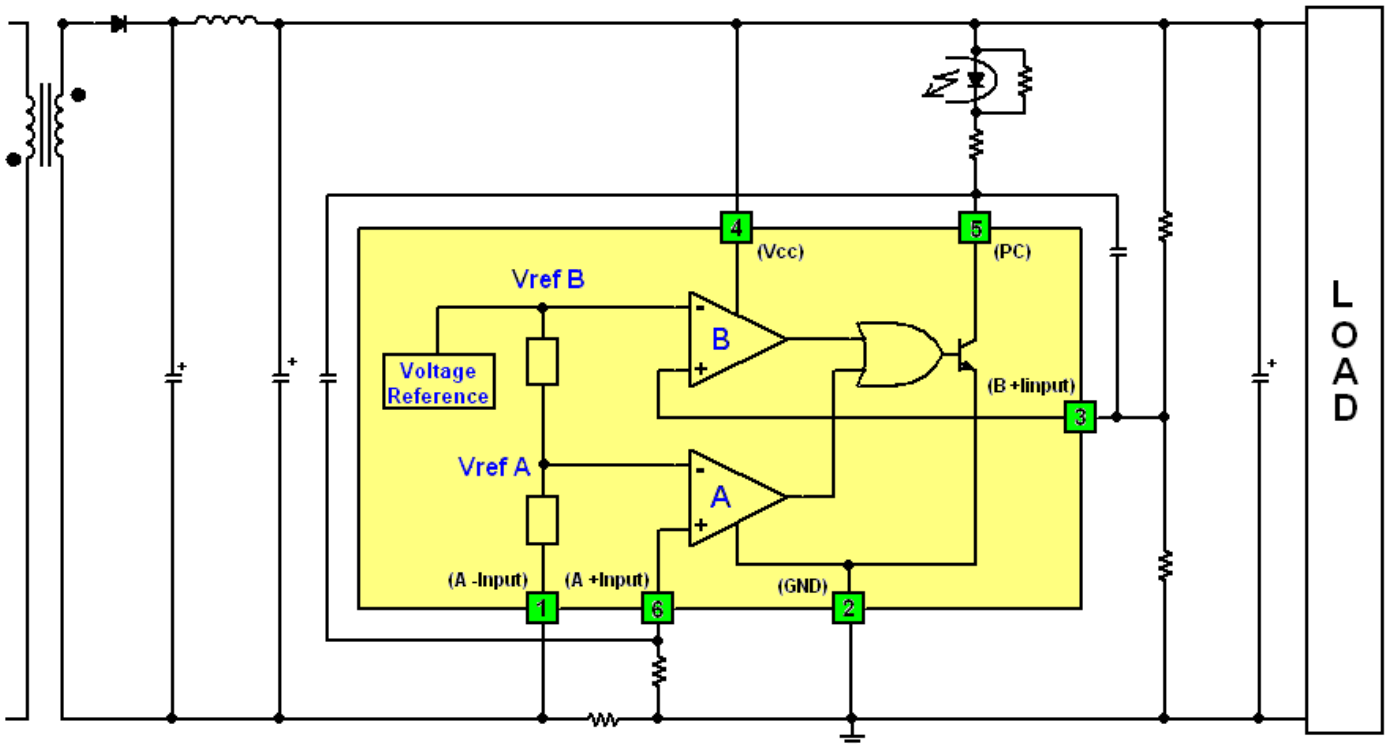 4
5
(Vcc)
(PC)
Vref B
B
Voltage
Reference
(B +Iinput)
3
Vref A
A
(A -Input)
(A +Input)
(GND)
1
6
2
L
O
A
D